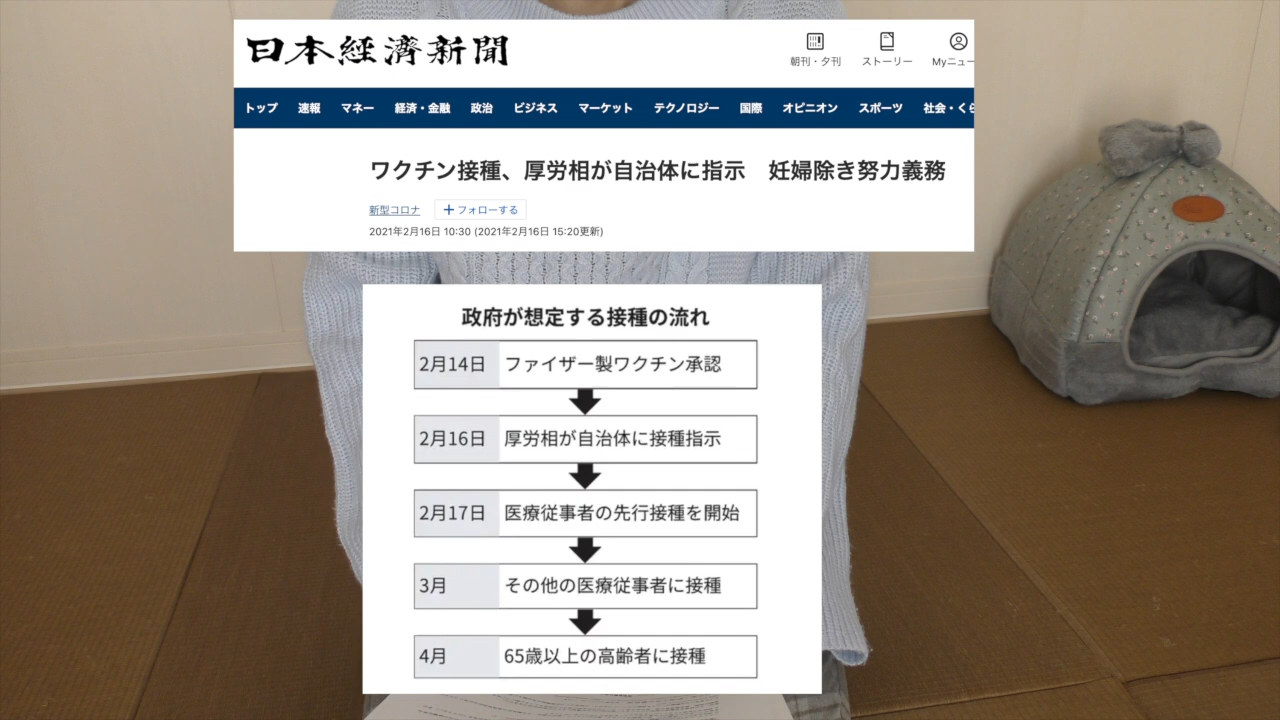 日本経済新聞
朝刊・夕刊 ストーリー Myニュー
トップ 速報 マネー 経済・金融 政治 ビジネス マーケット テクノロジー 国際 オピニオン スポーツ 社会・くら
ワクチン接種、厚労相が自治体に指示 妊婦除き努力義務
新型コロナ +フォローする
2021年2月16日 10:30 (2021年2月16日 15:20更新)
政府が想定する接種の流れ
2月14日 ファイザー製ワクチン承認
2月16日 厚労相が自治体に接種指示
2月17日 医療従事者の先行接種を開始
3月 その他の医療従事者に接種
4月 65歳以上の高齢者に接種